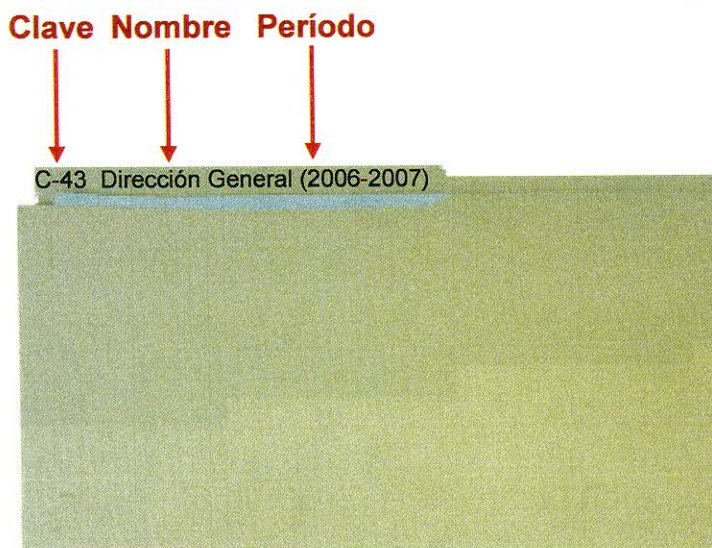 Clave Nombre Período
C-43 Dirección General (2006-2007)